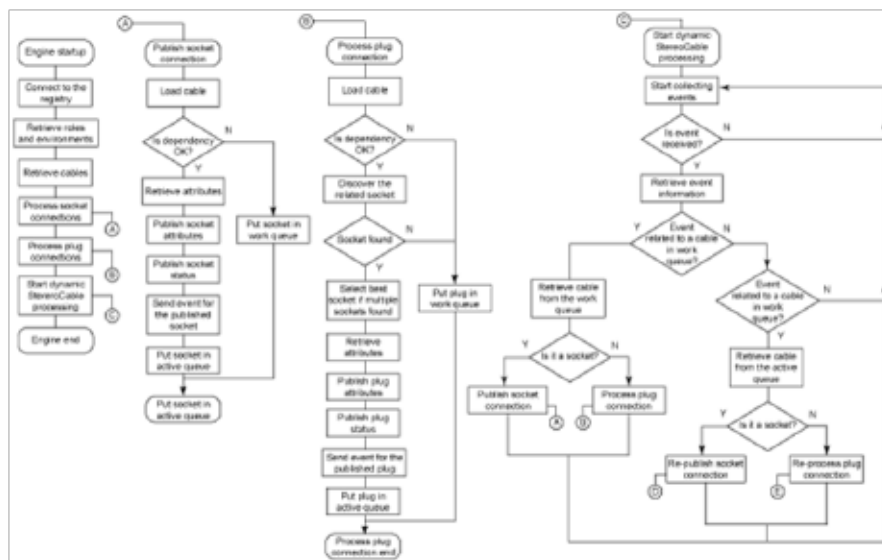 Engine startup
Connect to the
registry
Retrieve rules
and environments
Retrieve cables
Process socket
connections
A
Process plug
connections
B
Start dynamic
StereoCable
processing
C
Engine end
A
Publish socket
connection
Load cable
Is dependency
OK?
N
Y
Retrieve attributes
Put socket in
work queue
Publish socket
attributes
Publish socket
status
Send event for
the published
socket
Put socket in
active queue
Put socket in
active queue
B
Process plug
connection
Load cable
Is dependency
OK?
N
Y
Discover the
related socket
Socket found
N
Y
Select best
socket if multiple
sockets found
Put plug in
work queue
Retrieve
attributes
Publish plug
attributes
Publish plug
status
Send event for the
published plug
Put plug in
active queue
Process plug
connection end
C
Start dynamic
StereoCable
processing
Start collecting
events
Is event
received?
N
Y
Retrieve event
information
Y
Event
related to a cable
in work
queue?
N
Retrieve cable
from the work
queue
Y
Is it a socket?
N
Publish socket
connection
A
Process plug
connection
B
Event
related to a cable
in work
queue?
N
Y
Retrieve cable
from the active
queue
Y
Is it a socket?
N
Re-publish socket
connection
D
Re-process plug
connection
E